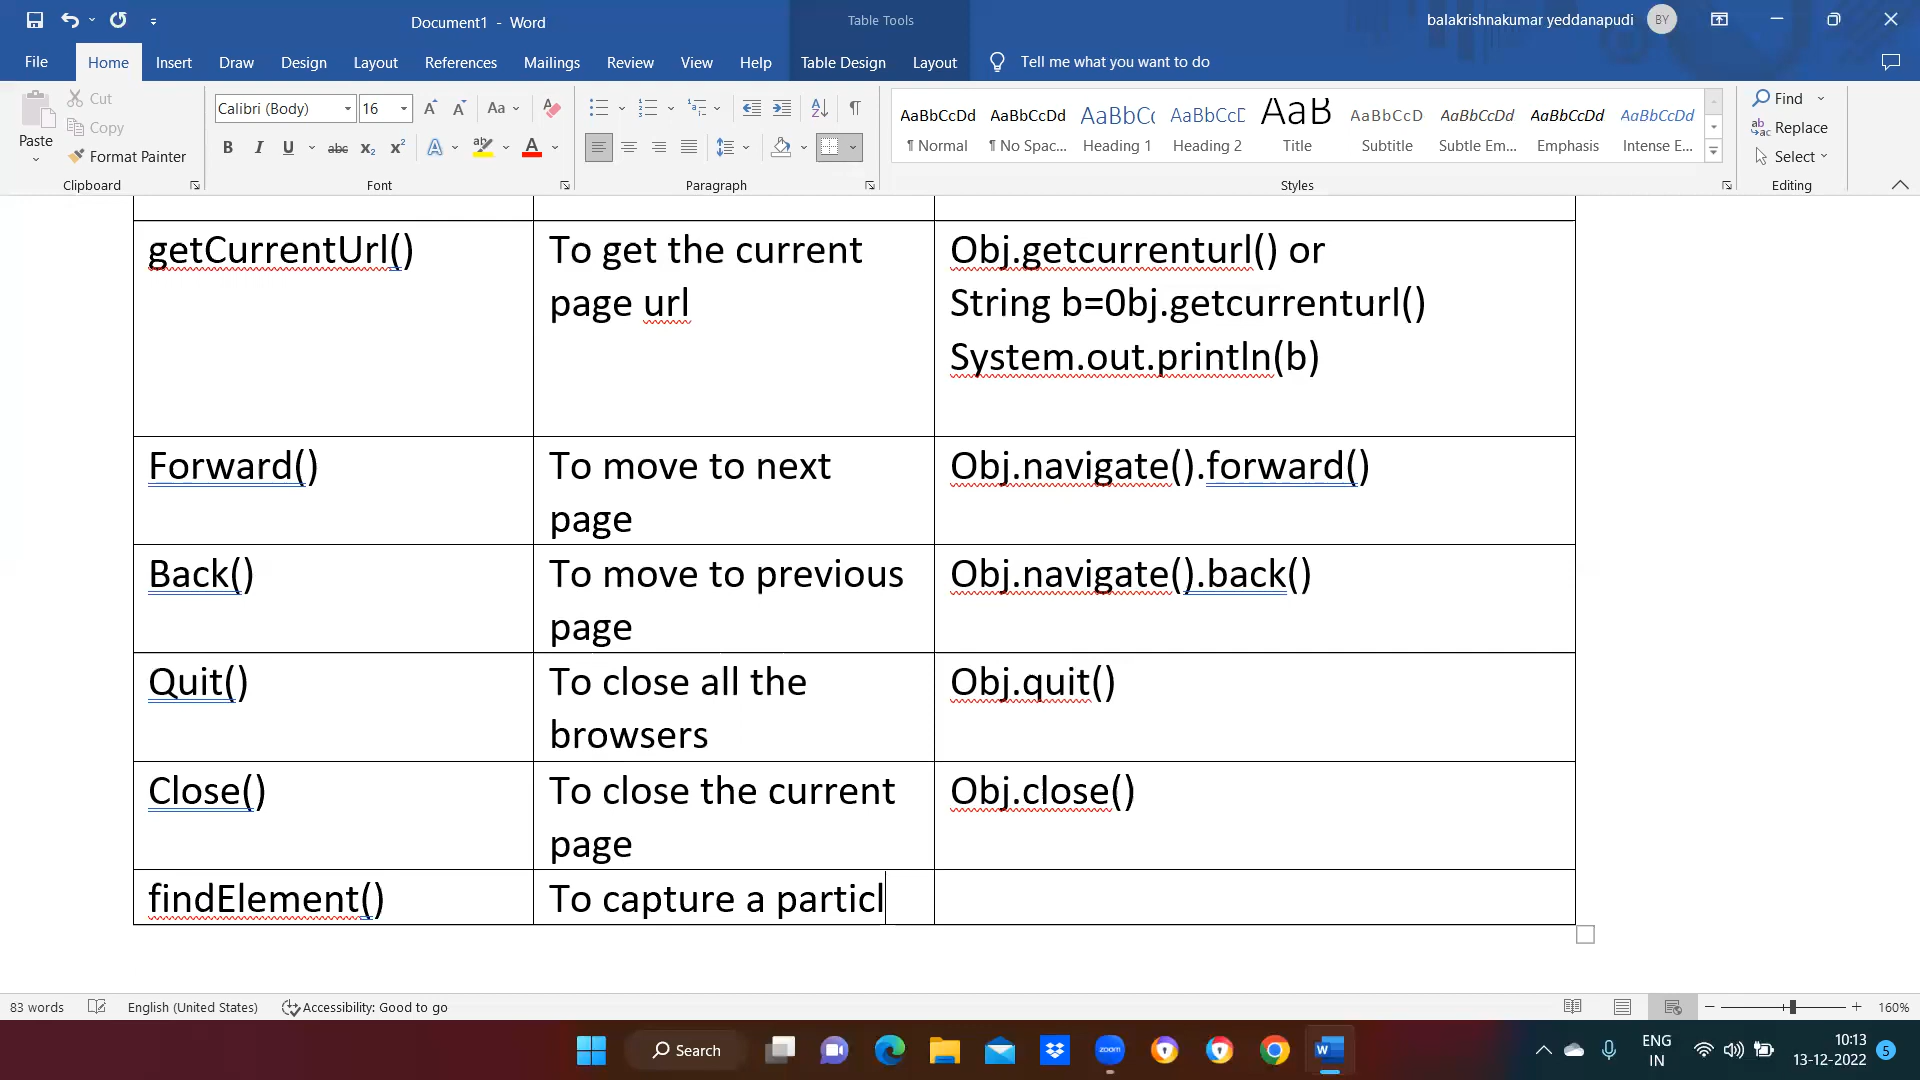 Document1 - Word
Table Tools
balakrishnakumar yeddanapudi
BY
File
Home
Insert
Draw
Design
Layout
References
Mailings
Review
View
Help
Table Design
Layout
Tell me what you want to do
Paste
Cut
Copy
Format Painter
Clipboard
Calibri (Body)
16
Font
Paragraph
AaBbCcDd
¶ Normal
AaBbCcDd
¶ No Spac...
AaBbCc
Heading 1
AaBbCcD
Heading 2
AaB
Title
AaBbCcD
Subtitle
AaBbCcDd
Subtle Em...
AaBbCcDd
Emphasis
AaBbCcDd
Intense E...
Styles
Find
Replace
Select
Editing
getCurrentUrl()
To get the current
page url
Obj.getcurrenturl() or
String b=0bj.getcurrenturl()
System.out.println(b)
Forward()
To move to next
page
Obj.navigate().forward()
Back()
To move to previous
page
Obj.navigate().back()
Quit()
To close all the
browsers
Obj.quit()
Close()
To close the current
page
Obj.close()
findElement()
To capture a particl
83 words
English (United States)
Accessibility: Good to go
160%
Search
zoom
ENG
IN
10:13
13-12-2022
5